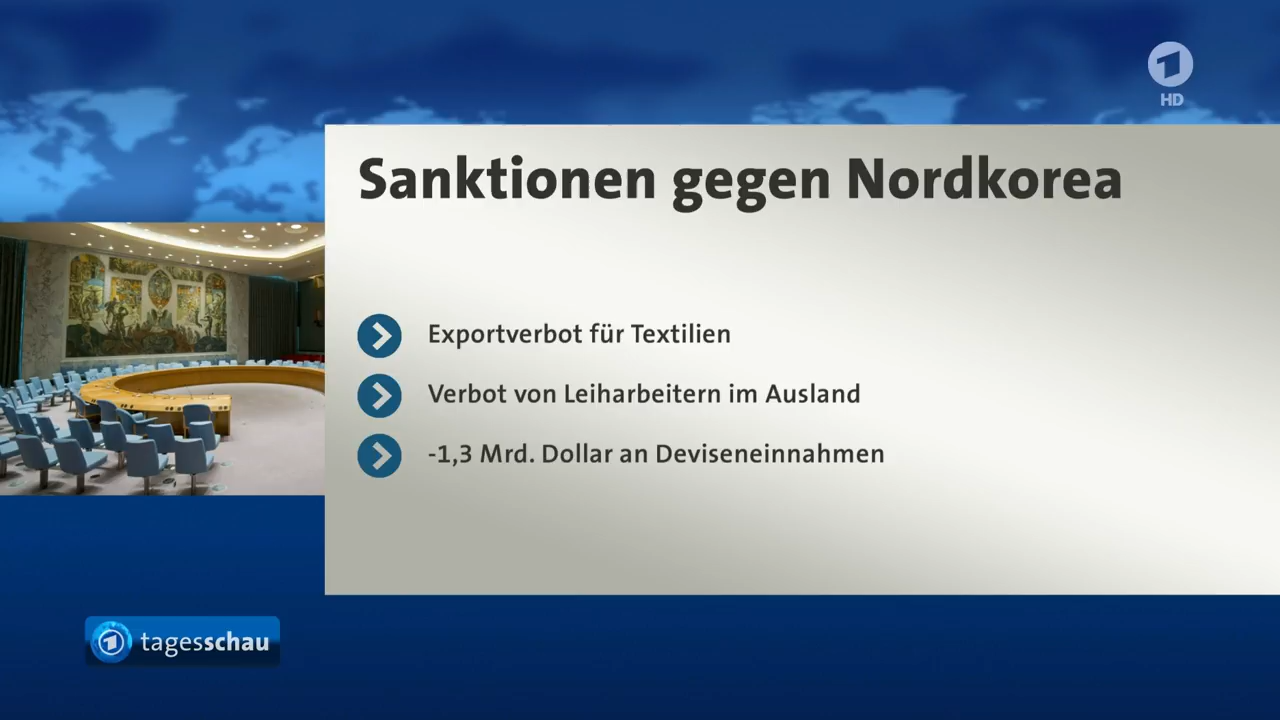 1
HD
Sanktionen gegen Nordkorea
Exportverbot für Textilien
Verbot von Leiharbeitern im Ausland
-1,3 Mrd. Dollar an Deviseneinnahmen
1 tagesschau